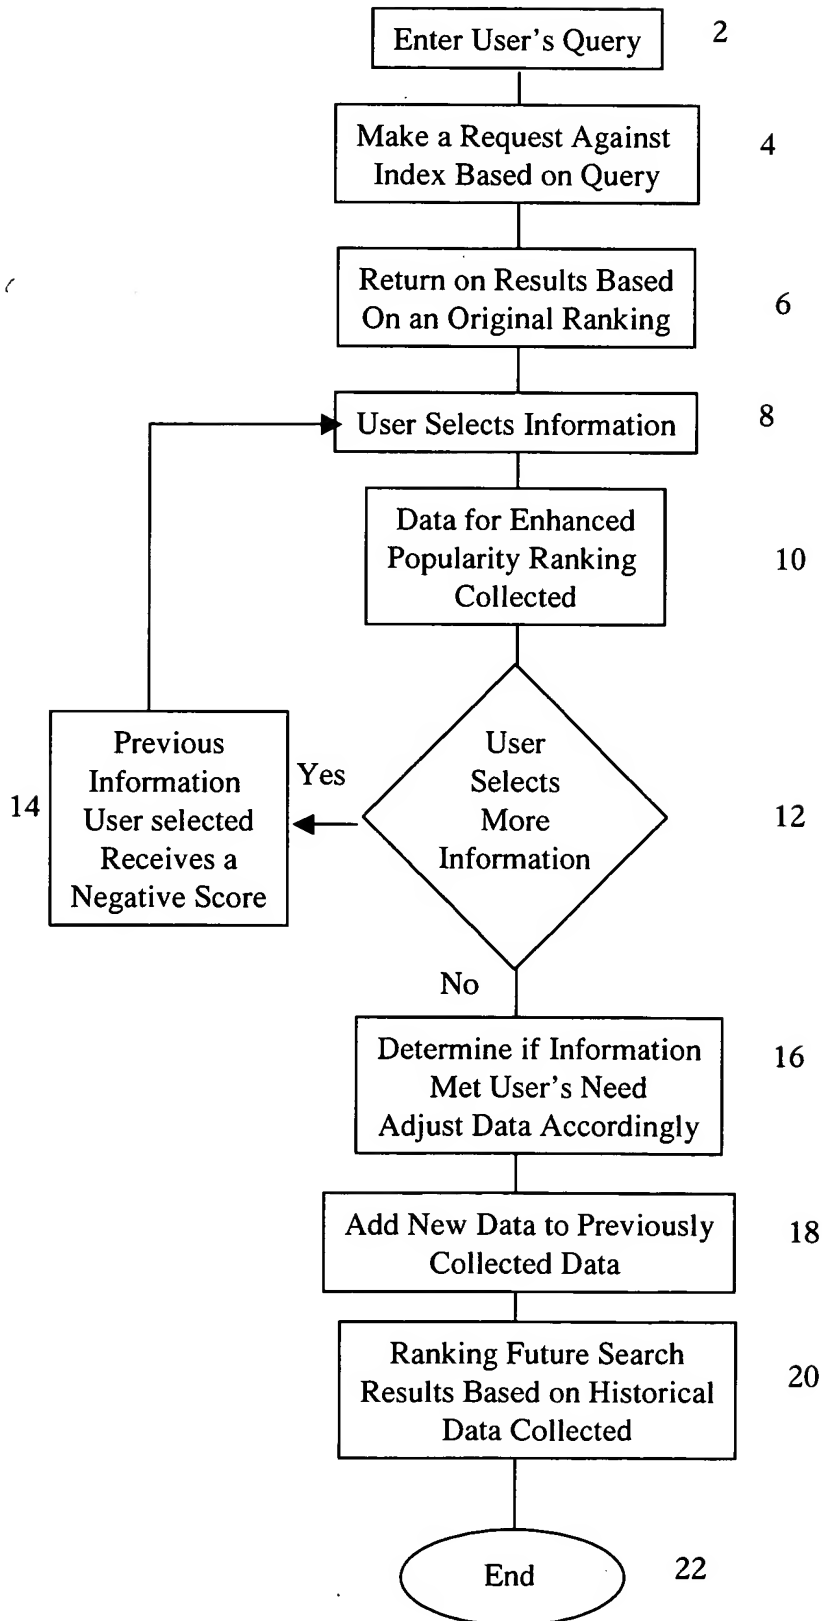 Enter User's Query
2
Make a Request Against
Index Based on Query
4
Return on Results Based
On an Original Ranking
6
User Selects Information
8
Data for Enhanced
Popularity Ranking
Collected
10
User
Selects
More
Information
12
Yes
Previous
Information
User selected
Receives a
Negative Score
14
No
Determine if Information
Met User's Need
Adjust Data Accordingly
16
Add New Data to Previously
Collected Data
18
Ranking Future Search
Results Based on Historical
Data Collected
20
End
22